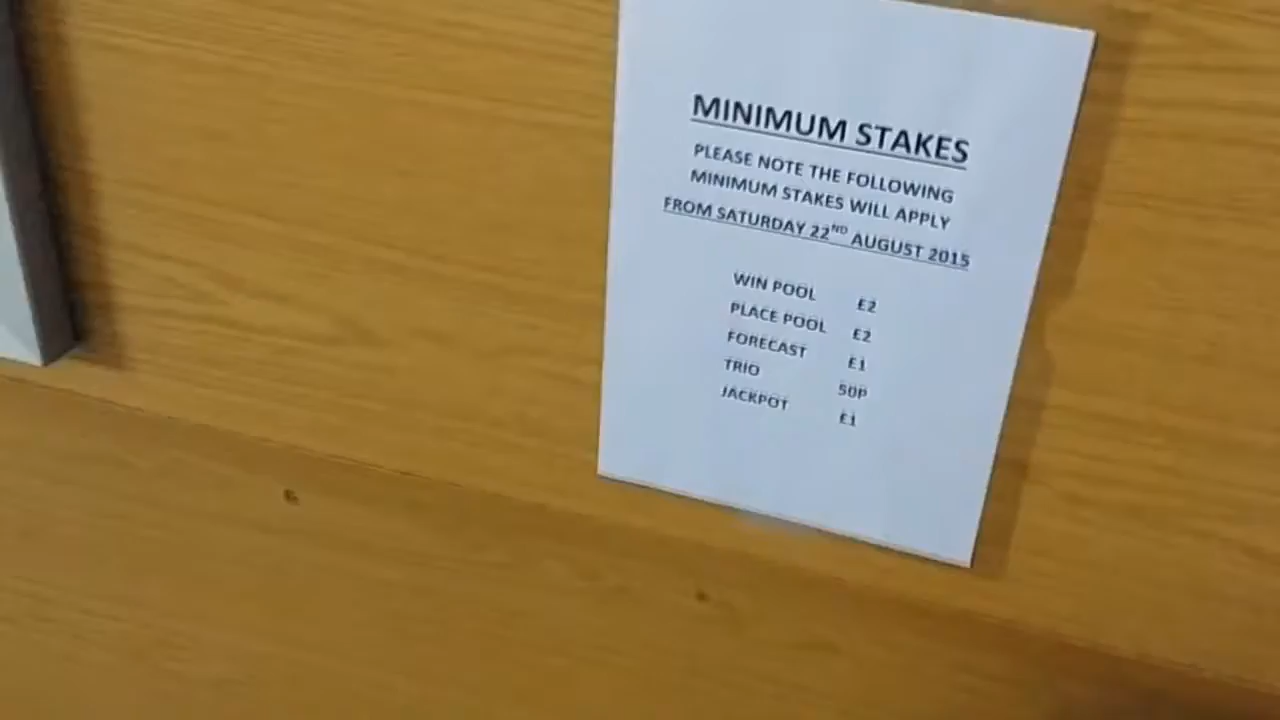 MINIMUM STAKES
PLEASE NOTE THE FOLLOWING
MINIMUM STAKES WILL APPLY
FROM SATURDAY 22ND AUGUST 2015
WIN POOL £2
PLACE POOL £2
FORECAST £1
TRIO 50P
JACKPOT £1